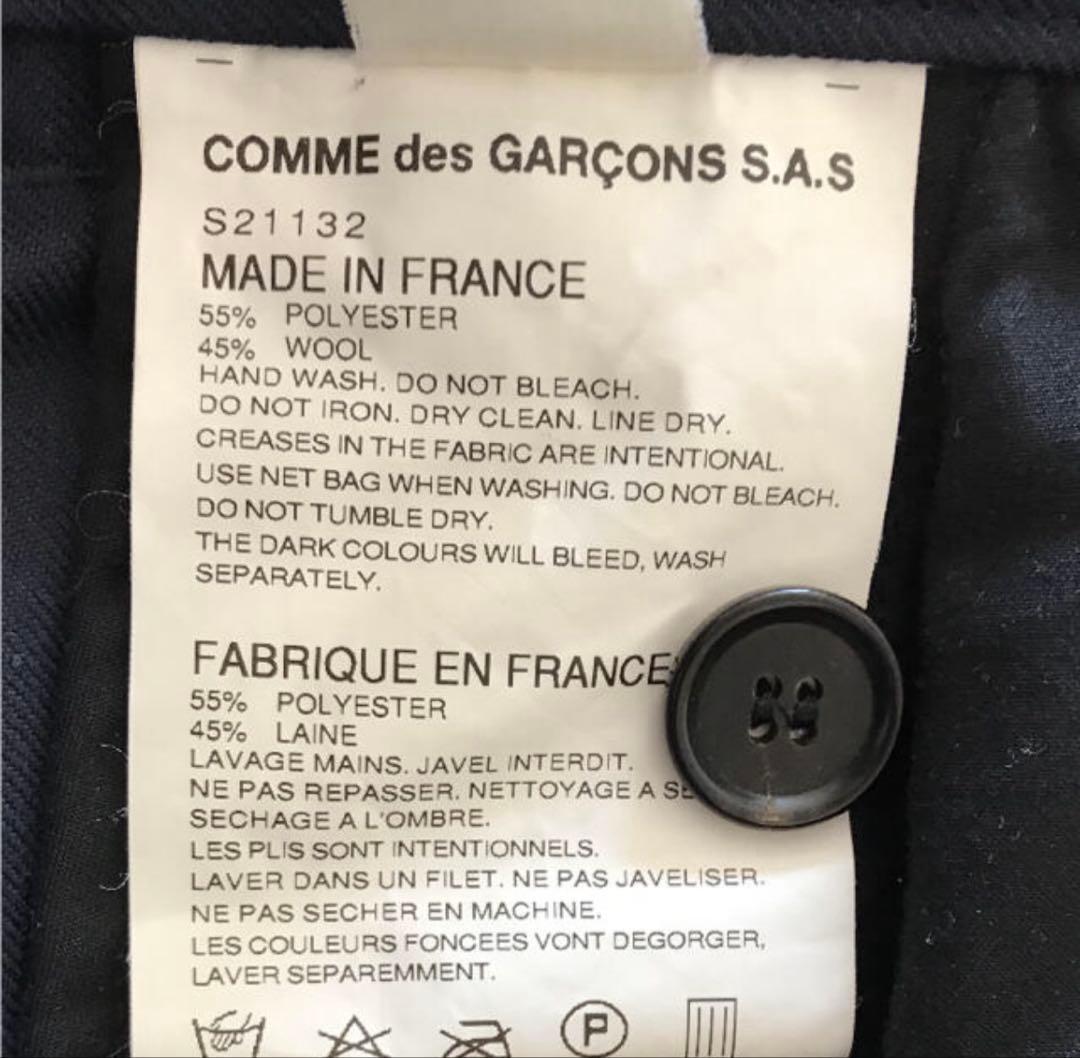 COMME des GARÇONS S.A.S
S21132
MADE IN FRANCE
55% POLYESTER
45% WOOL
HAND WASH. DO NOT BLEACH.
DO NOT IRON. DRY CLEAN. LINE DRY.
CREASES IN THE FABRIC ARE INTENTIONAL.
USE NET BAG WHEN WASHING. DO NOT BLEACH.
DO NOT TUMBLE DRY.
THE DARK COLOURS WILL BLEED, WASH
SEPARATELY.
FABRIQUE EN FRANCE
55% POLYESTER
45% LAINE
LAVAGE MAINS. JAVEL INTERDIT.
NE PAS REPASSER. NETTOYAGE A
SECHAGE A L'OMBRE.
LES PLIS SONT INTENTIONNELS.
LAVER DANS UN FILET. NE PAS JAVELISER.
NE PAS SECHER EN MACHINE.
LES COULEURS FONCEES VONT DEGORGER,
LAVER SEPAREMMENT.
P